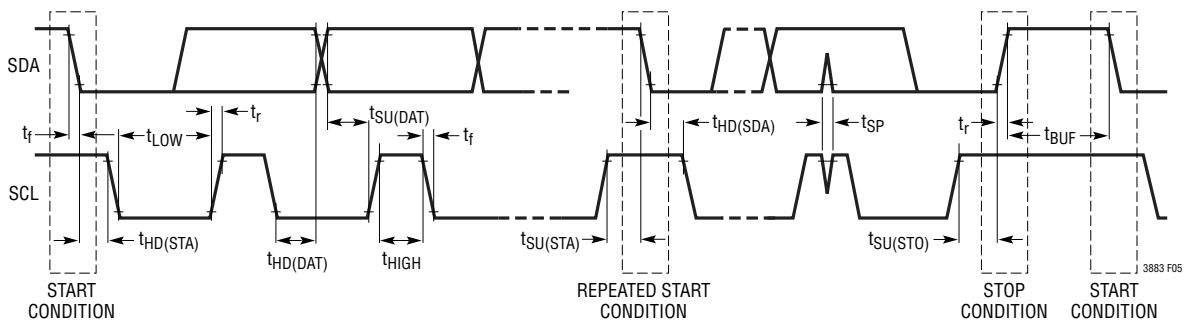 SDA
tf
tLOW
tr
tSU(DAT)
tf
tHD(SDA)
tSP
tr
tBUF
SCL
tHD(STA)
tHD(DAT)
tHIGH
tSU(STA)
tSU(STO)
3883 F05
START
CONDITION
REPEATED START
CONDITION
STOP
CONDITION
START
CONDITION